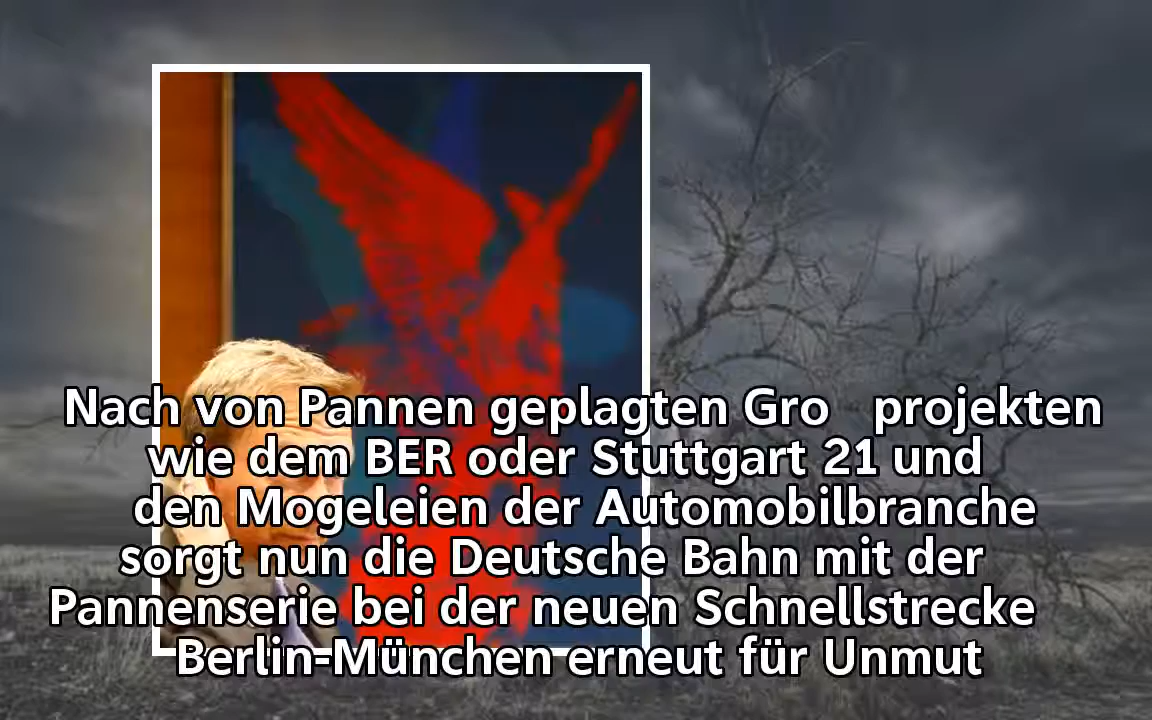 Nach von Pannen geplagten Gro projekten
wie dem BER oder Stuttgart 21 und
den Mogeleien der Automobilbranche
sorgt nun die Deutsche Bahn mit der
Pannenserie bei der neuen Schnellstrecke
Berlin-München erneut für Unmut